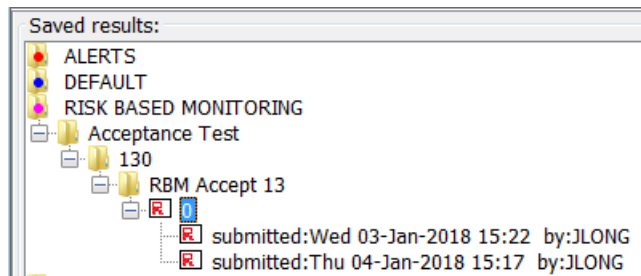 Saved results:
ALERTS
DEFAULT
RISK BASED MONITORING
Acceptance Test
130
RBM Accept 13
R 0
R submitted:Wed 03-Jan-2018 15:22 by:JLONG
R submitted:Thu 04-Jan-2018 15:17 by:JLONG